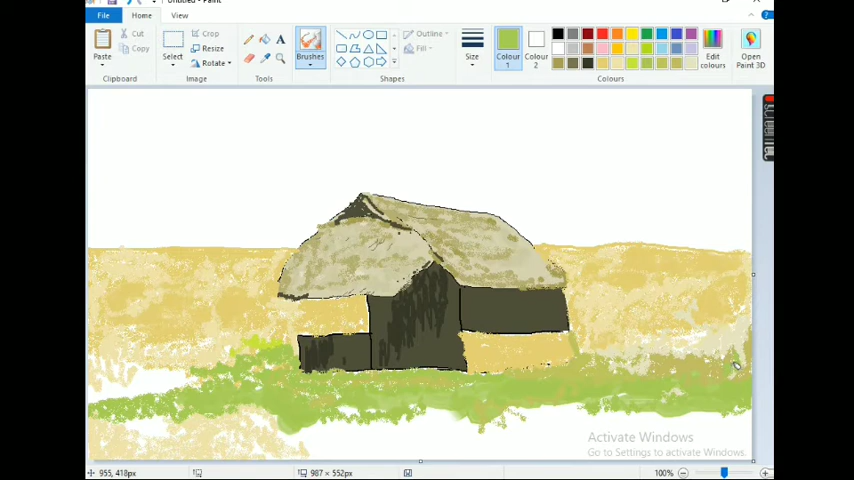 Untitled - Paint
File Home View
Cut
Copy
Paste
Clipboard
Crop
Resize
Rotate
Select
Image
Tools
Brushes
Outline
Fill
Shapes
Size
Colour
1
Colour
2
Edit
colours
Colours
Open
Paint 3D
Activate Windows
Go to Settings to activate Windows.
955, 418px
987 × 552px
100%